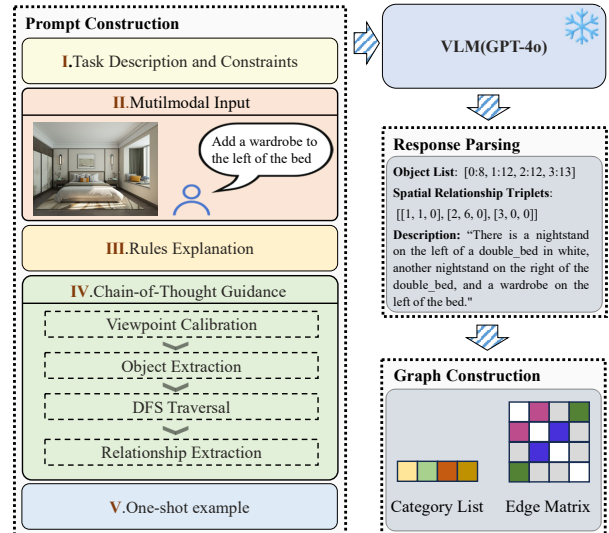 Prompt Construction
I.Task Description and Constraints
II.Mutilmodal Input
Add a wardrobe to
the left of the bed
III.Rules Explanation
IV.Chain-of-Thought Guidance
Viewpoint Calibration
Object Extraction
DFS Traversal
Relationship Extraction
V.One-shot example
VLM(GPT-4o)
Response Parsing
Object List: [0:8, 1:12, 2:12, 3:13]
Spatial Relationship Triplets:
[[1, 1, 0], [2, 6, 0], [3, 0, 0]]
Description: “There is a nightstand
on the left of a double_bed in white,
another nightstand on the right of the
double_bed, and a wardrobe on the
left of the bed."
Graph Construction
Category List
Edge Matrix